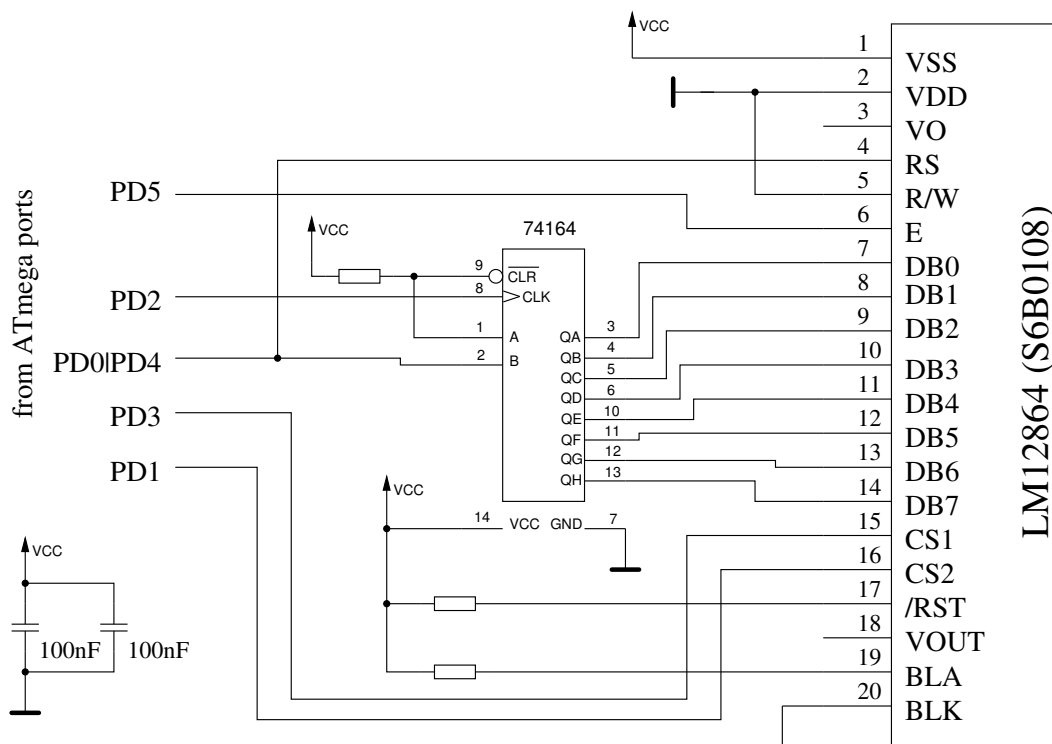 VCC
1
VSS
2
VDD
3
VO
4
RS
PD5
5
R/W
6
E
VCC
74164
7
DB0
9
CLR
8
DB1
PD2
8
CLK
9
DB2
1
A
QA
3
QB
4
10
DB3
PD0|PD4
2
B
QC
5
QD
6
11
DB4
PD3
QE
10
12
DB5
QF
11
QG
12
13
DB6
PD1
QH
13
14
DB7
VCC
14
VCC
GND
7
15
CS1
16
CS2
VCC
17
/RST
18
VOUT
100nF
100nF
19
BLA
20
BLK
from ATmega ports
LM12864 (S6B0108)